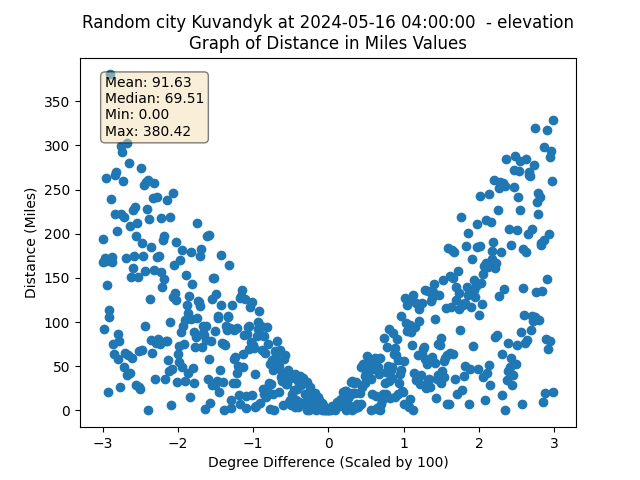 Random city Kuvandyk at 2024-05-16 04:00:00  - elevation
Graph of Distance in Miles Values
Mean: 91.63
Median: 69.51
Min: 0.00
Max: 380.42
Distance (Miles)
350
300
250
200
150
100
50
0
−3
−2
−1
0
1
2
3
Degree Difference (Scaled by 100)